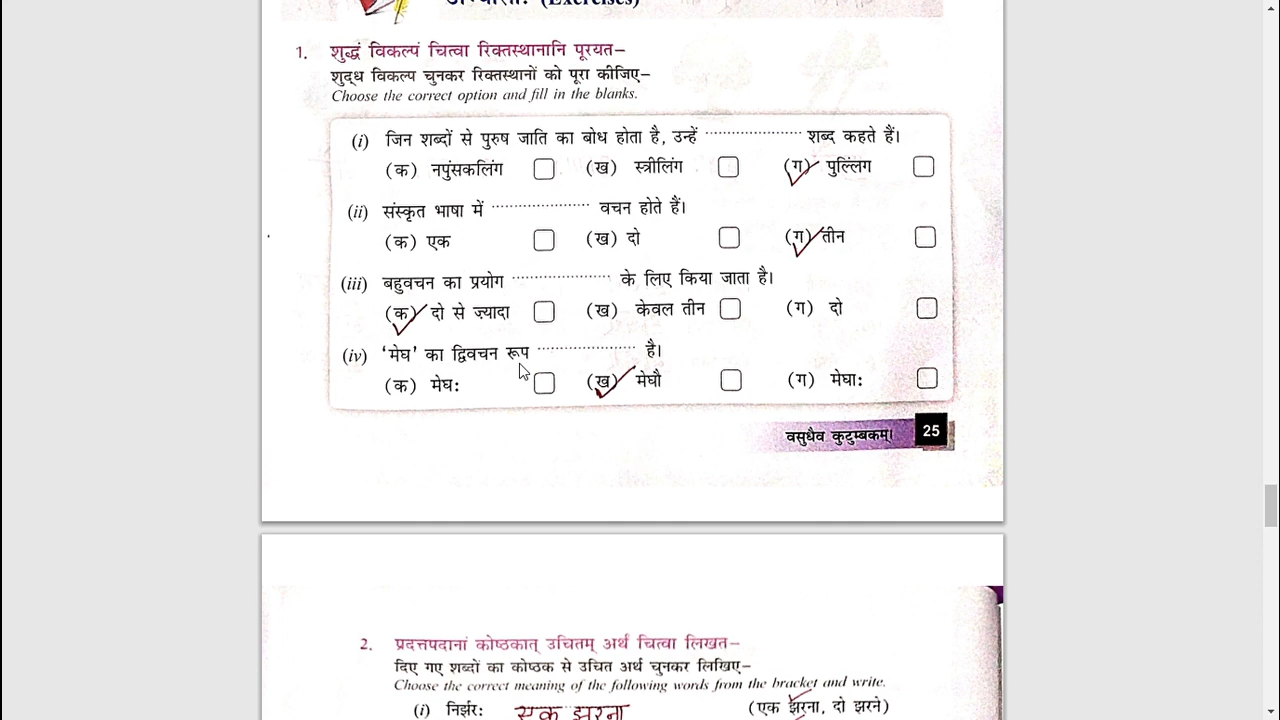 अभ्यासाः (Exercises)
1. शुद्धं विकल्पं चित्वा रिक्तस्थानानि पूरयत–
शुद्ध विकल्प चुनकर रिक्तस्थानों को पूरा कीजिए–
Choose the correct option and fill in the blanks.
(i) जिन शब्दों से पुरुष जाति का बोध होता है, उन्हें ..................... शब्द कहते हैं।
(क) नपुंसकलिंग (ख) स्त्रीलिंग (ग) पुल्लिंग
(ii) संस्कृत भाषा में ..................... वचन होते हैं।
(क) एक (ख) दो (ग) तीन
(iii) बहुवचन का प्रयोग ..................... के लिए किया जाता है।
(क) दो से ज़्यादा (ख) केवल तीन (ग) दो
(iv) ‘मेघ’ का द्विवचन रूप ..................... है।
(क) मेघः (ख) मेघौ (ग) मेघाः
वसुधैव कुटुम्बकम्। 25
2. प्रदत्तपदानां कोष्ठकात् उचितम् अर्थं चित्वा लिखत–
दिए गए शब्दों का कोष्ठक से उचित अर्थ चुनकर लिखिए–
Choose the correct meaning of the following words from the bracket and write.
(i) निर्झरः एक झरना (एक झरना, दो झरने)